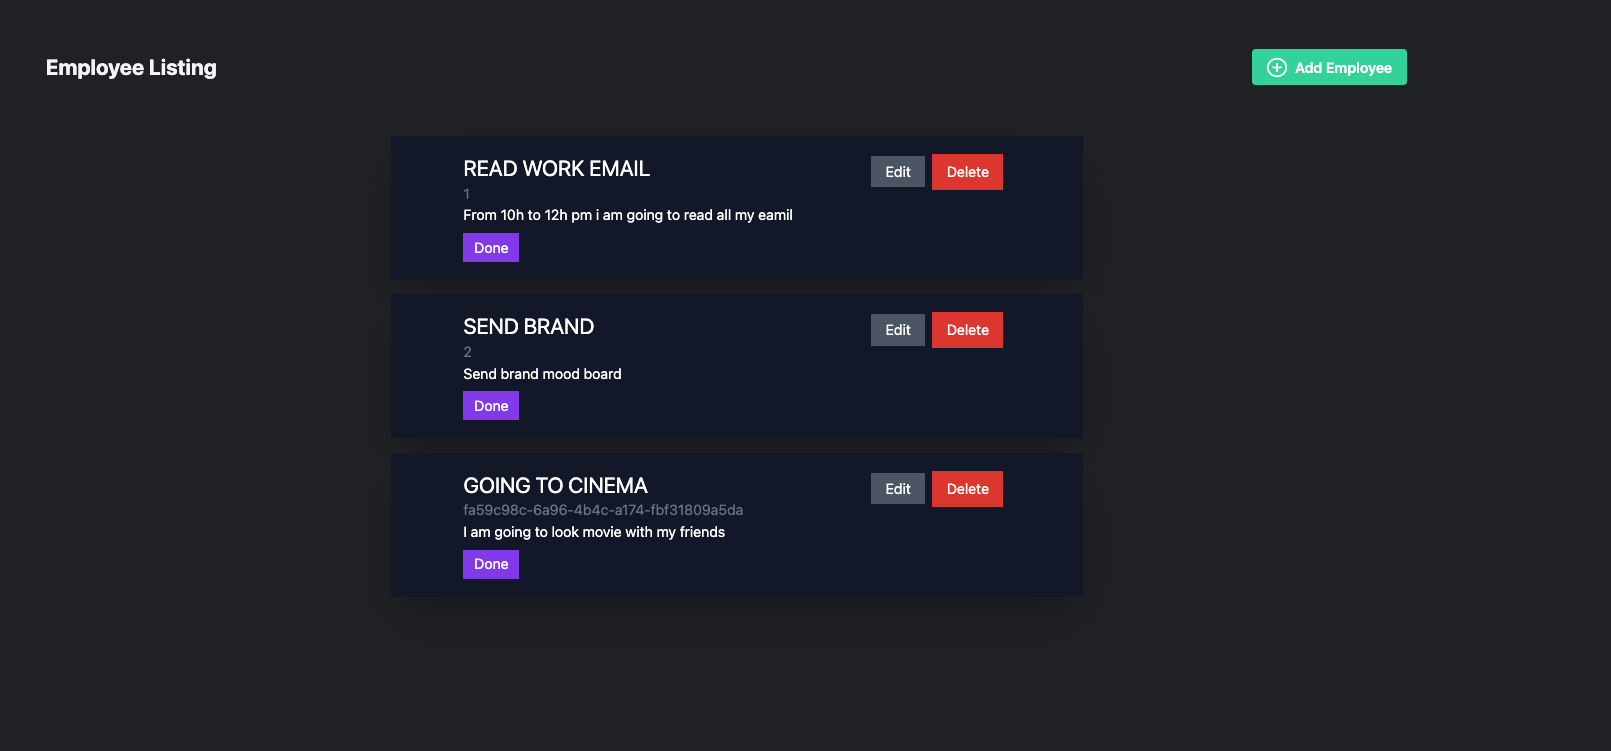 Employee Listing
Add Employee
READ WORK EMAIL
Edit
Delete
1
From 10h to 12h pm i am going to read all my eamil
Done
SEND BRAND
Edit
Delete
2
Send brand mood board
Done
GOING TO CINEMA
Edit
Delete
fa59c98c-6a96-4b4c-a174-fbf31809a5da
I am going to look movie with my friends
Done